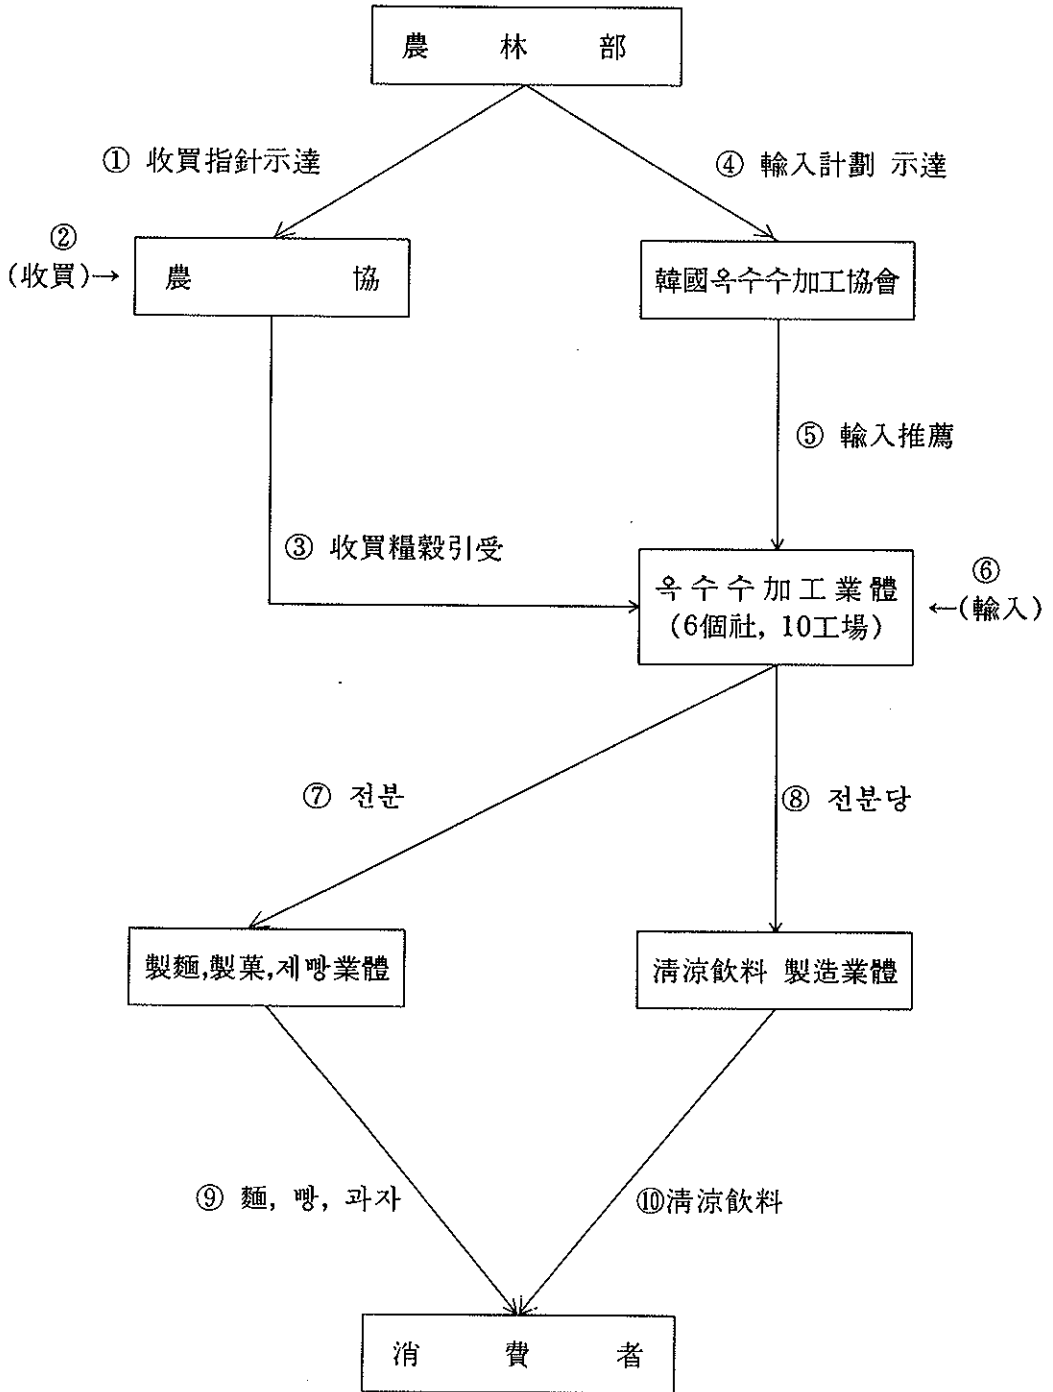 農 林 部
① 收買指針示達
④ 輸入計劃 示達
②
(收買)→
農 協
韓國옥수수加工協會
⑤ 輸入推薦
③ 收買糧穀引受
옥수수加工業體
(6個社, 10工場)
⑥
←(輸入)
⑦ 전분
⑧ 전분당
製麵,製菓,제빵業體
淸涼飮料 製造業體
⑨ 麵, 빵, 과자
⑩淸涼飮料
消 費 者